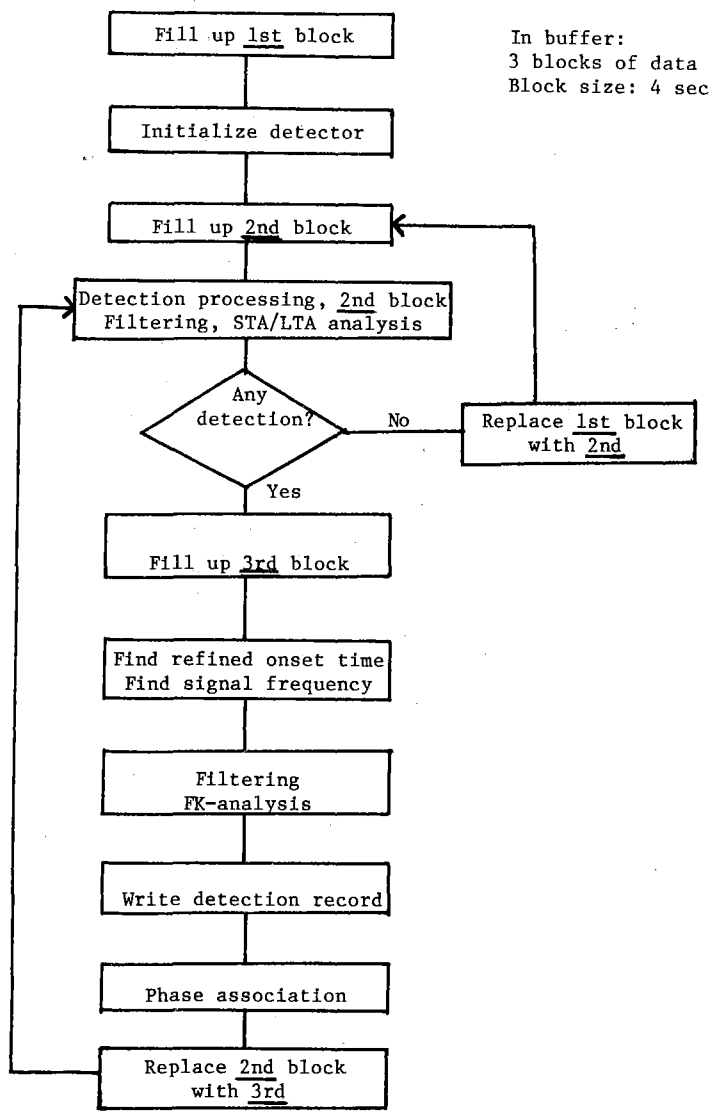 Fill up 1st block
In buffer:
3 blocks of data
Block size: 4 sec
Initialize detector
Fill up 2nd block
Detection processing, 2nd block
Filtering, STA/LTA analysis
Any
detection?
No
Replace 1st block
with 2nd
Yes
Fill up 3rd block
Find refined onset time
Find signal frequency
Filtering
FK-analysis
Write detection record
Phase association
Replace 2nd block
with 3rd